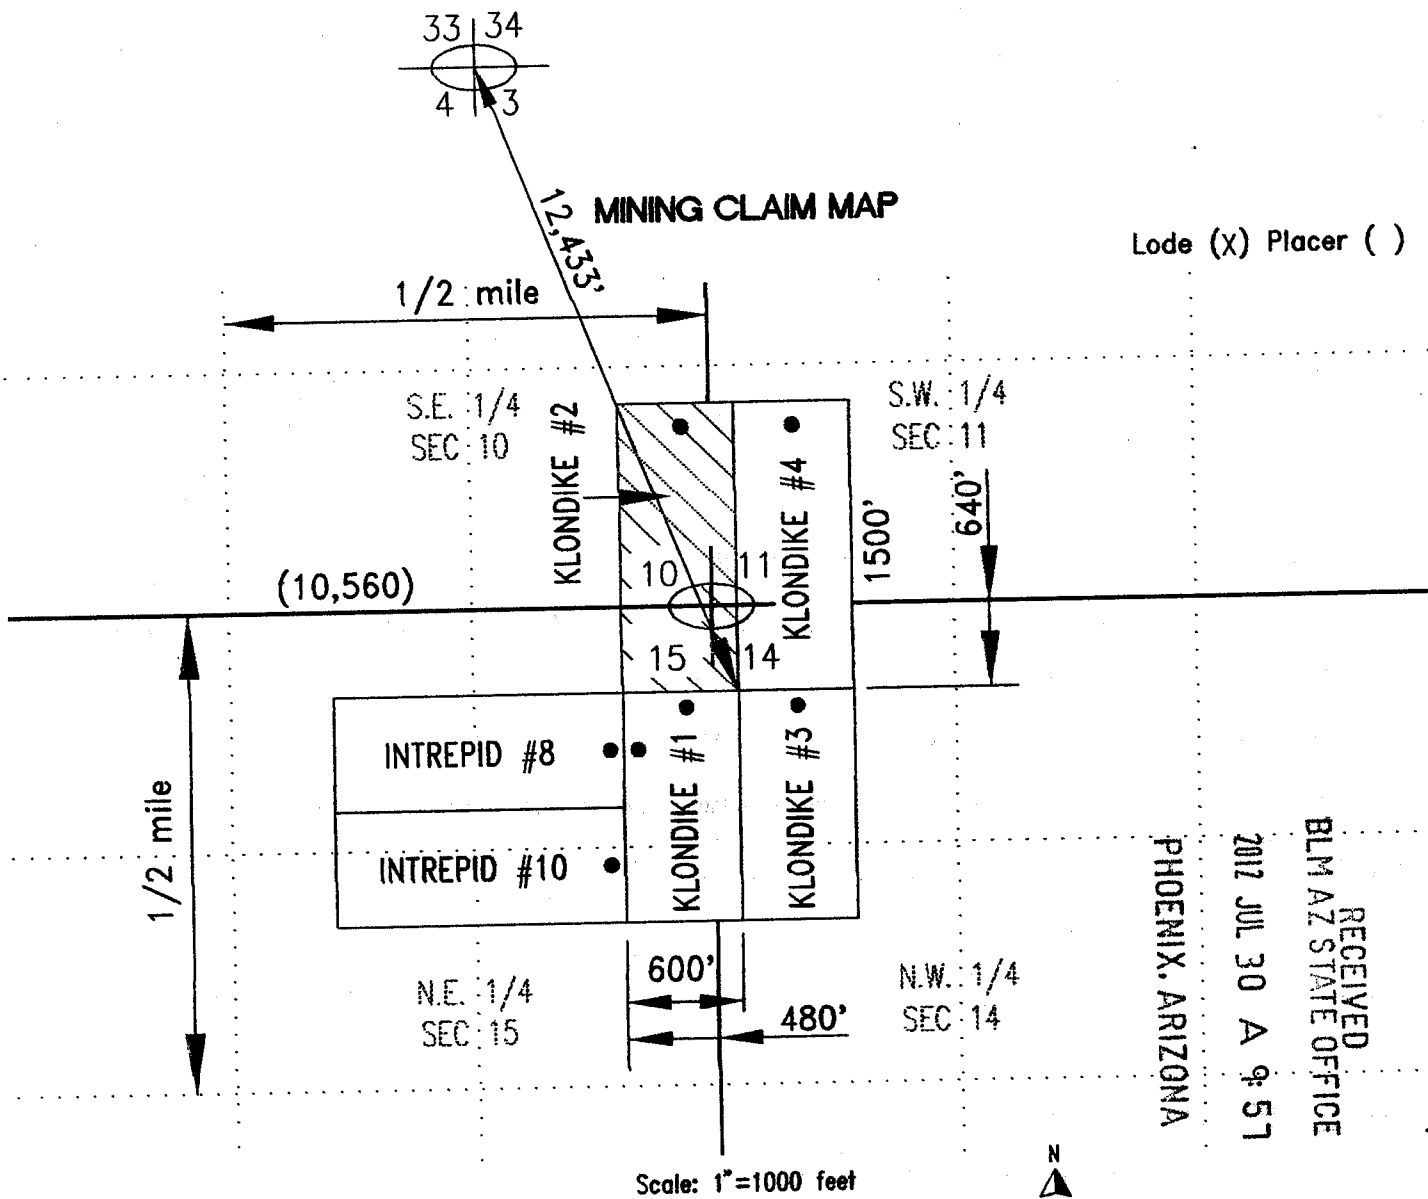 33 34
4 3
12,433'
MINING CLAIM MAP
Lode (X) Placer ( )
1/2 mile
S.E. 1/4
SEC 10
KLONDIKE #2
KLONDIKE #4
S.W. 1/4
SEC 11
640'
1500'
(10,560)
10 11
15 14
INTREPID #8
INTREPID #10
KLONDIKE #1
KLONDIKE #3
1/2 mile
600'
480'
N.E. 1/4
SEC 15
N.W. 1/4
SEC 14
RECEIVED
BLM AZ STATE OFFICE
2012 JUL 30 A 9:57
PHOENIX, ARIZONA
Scale: 1"=1000 feet
N